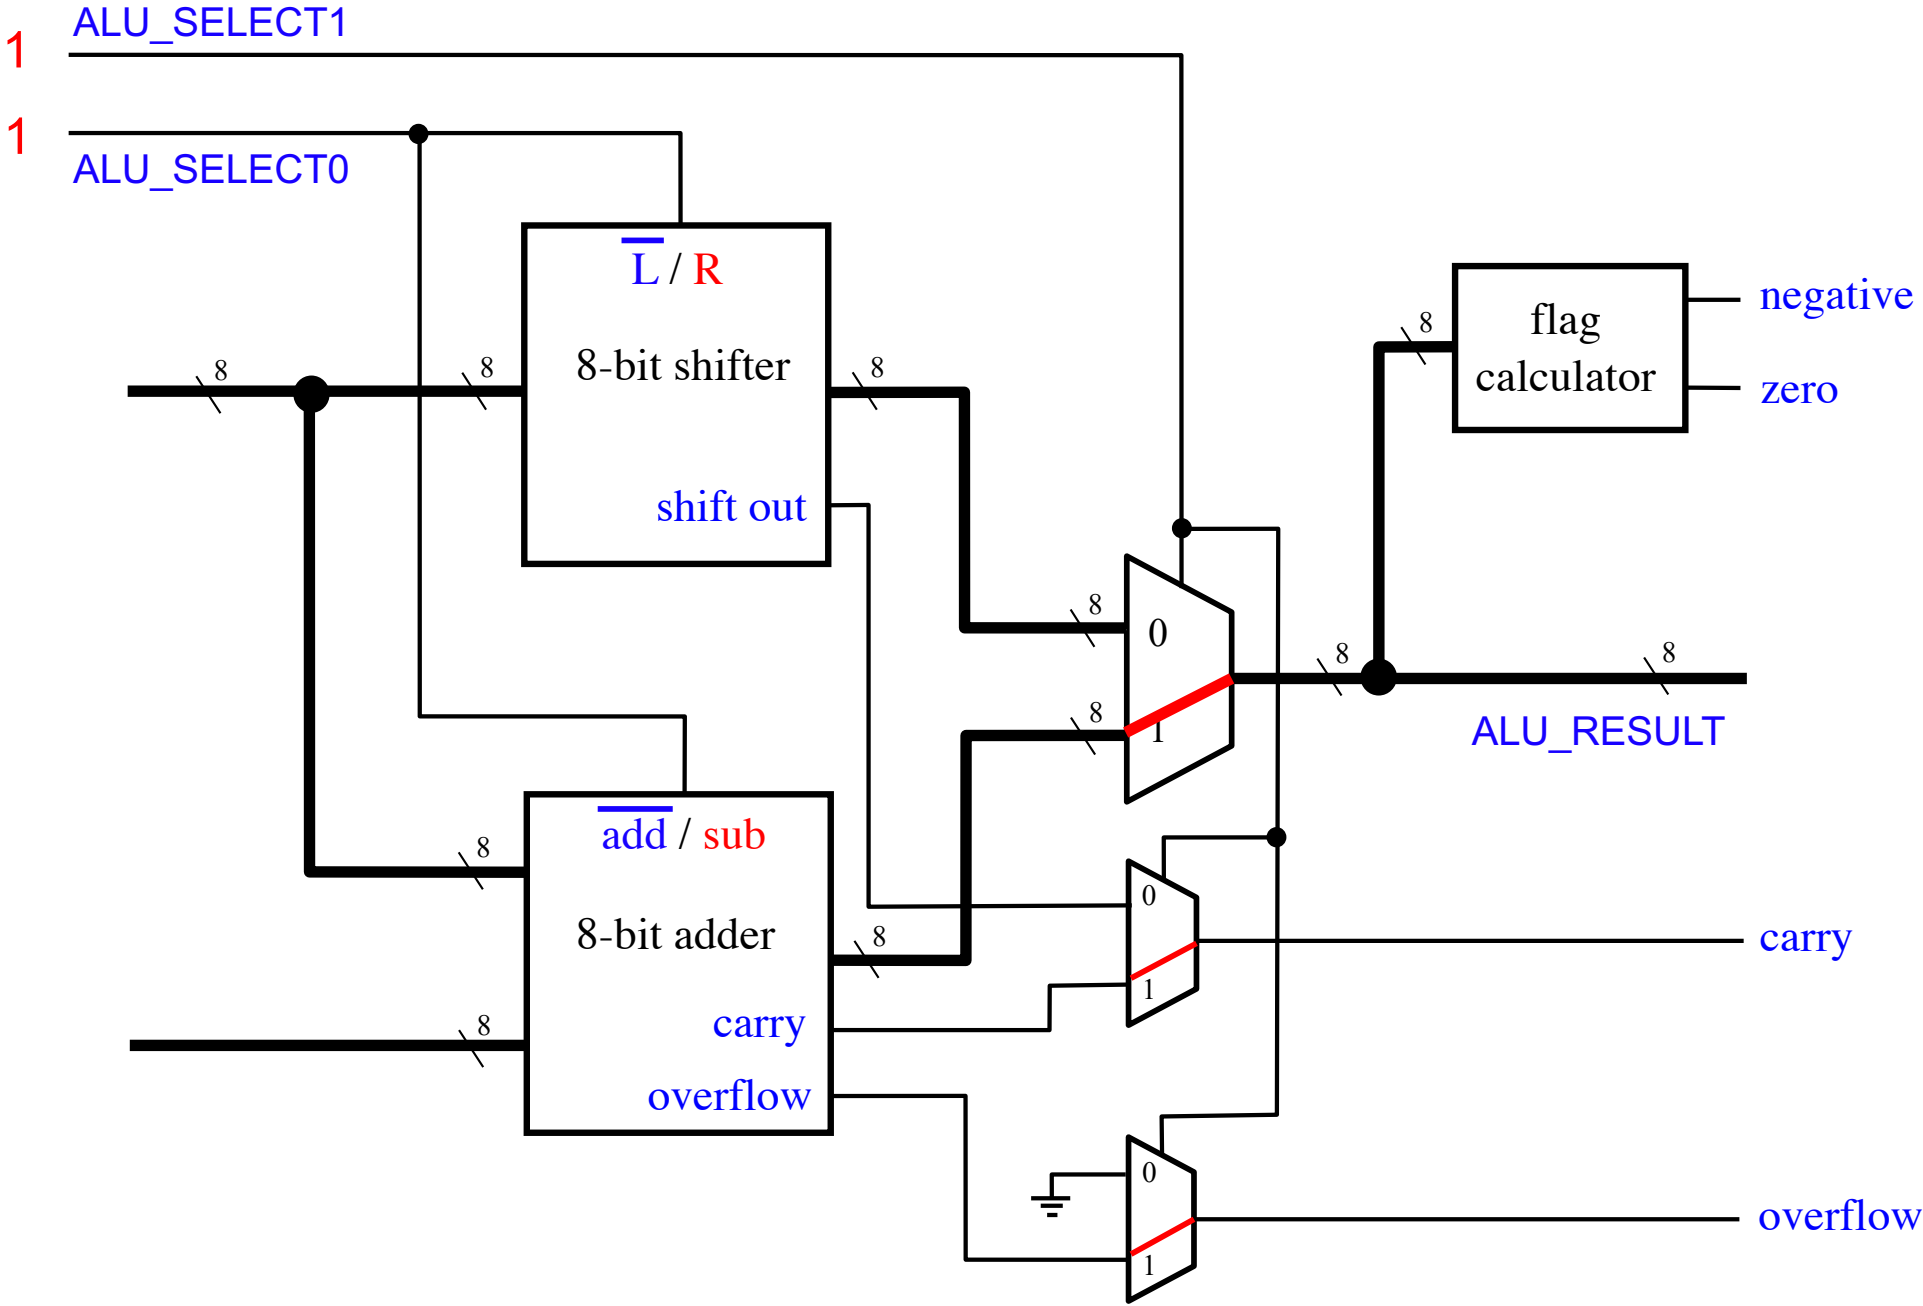 ALU_SELECT1
1
1
ALU_SELECT0
L / R
8-bit shifter
shift out
8
8
8
8
flag
calculator
negative
zero
8
0
1
8
8
8
8
ALU_RESULT
add / sub
8-bit adder
carry
overflow
8
8
8
0
1
carry
0
1
overflow